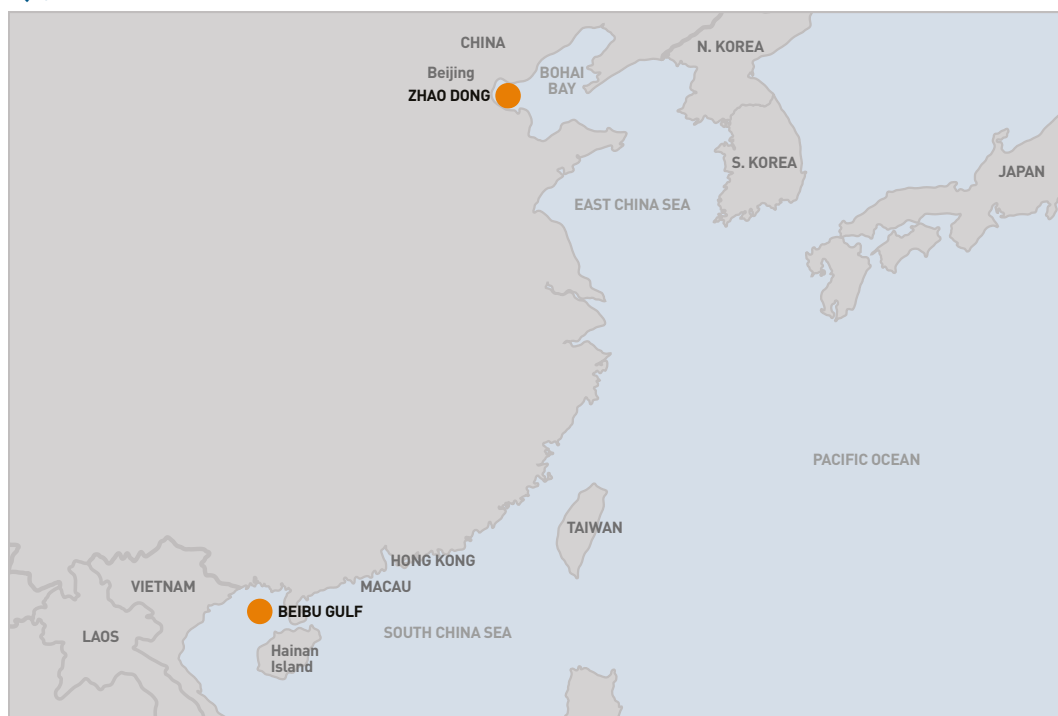 CHINA
N. KOREA
Beijing
BOHAI
BAY
ZHAO DONG
S. KOREA
JAPAN
EAST CHINA SEA
PACIFIC OCEAN
TAIWAN
HONG KONG
VIETNAM
MACAU
BEIBU GULF
SOUTH CHINA SEA
LAOS
Hainan
Island